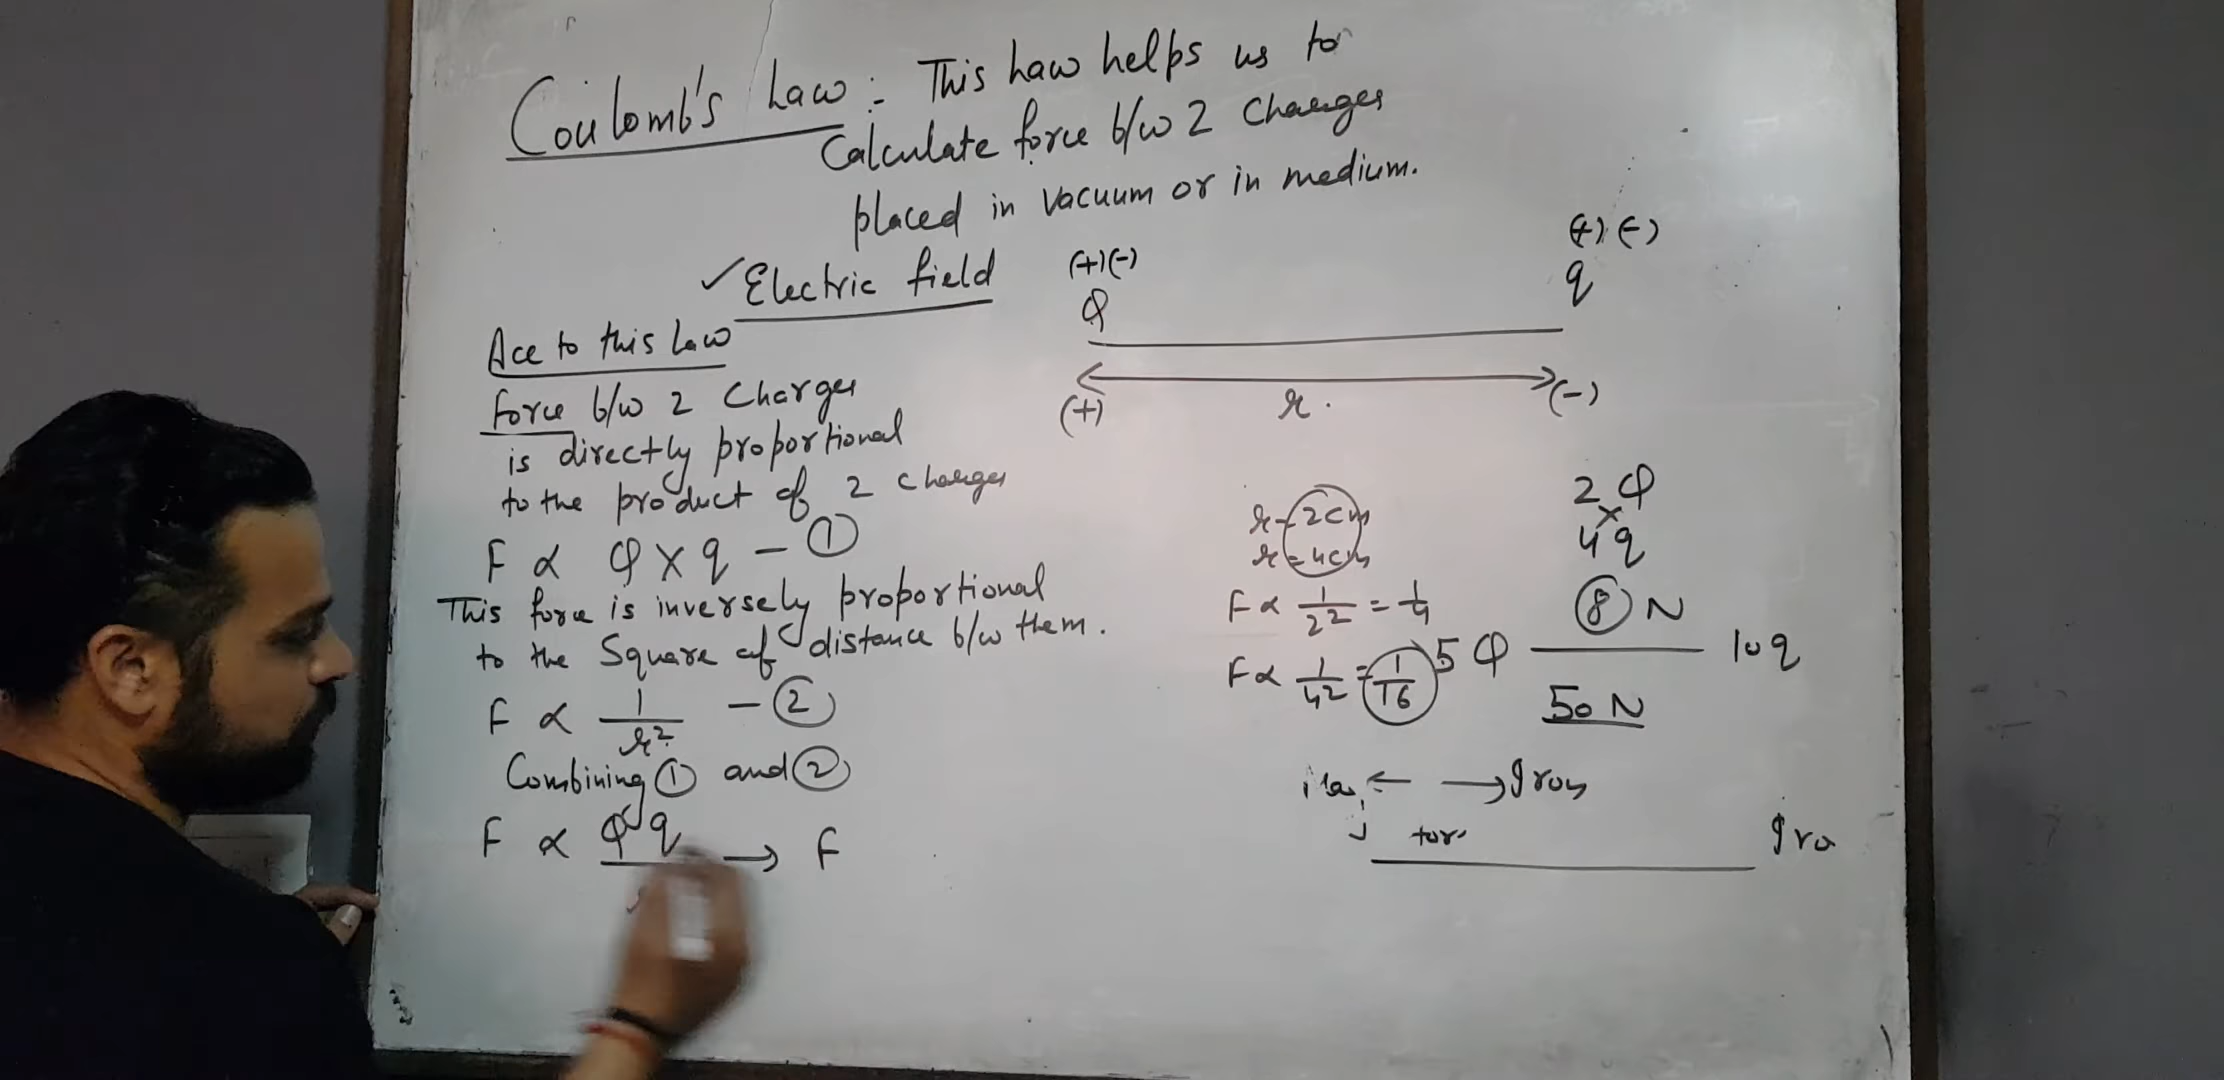 Coulomb's Law :- This Law helps us to
Calculate force b/w 2 Charges
placed in vacuum or in medium.
✓ Electric field
(+)(-)
Q
(+) (-)
q
(+)
r.
(-)
Acc to this Law
force b/w 2 Charges
is directly proportional
to the product of 2 charges
F ∝ Q X q - ①
This force is inversely proportional
to the Square of distance b/w them.
F ∝ 1/r² - ②
Combining ① and ②
F ∝ Q q → F
r = 2cm
r = 4cm
F ∝ 1/2² = 1/4
F ∝ 1/4² = 1/16
2 Q
×
4 q
8 N
5 Q
10 q
50 N
← → Iron